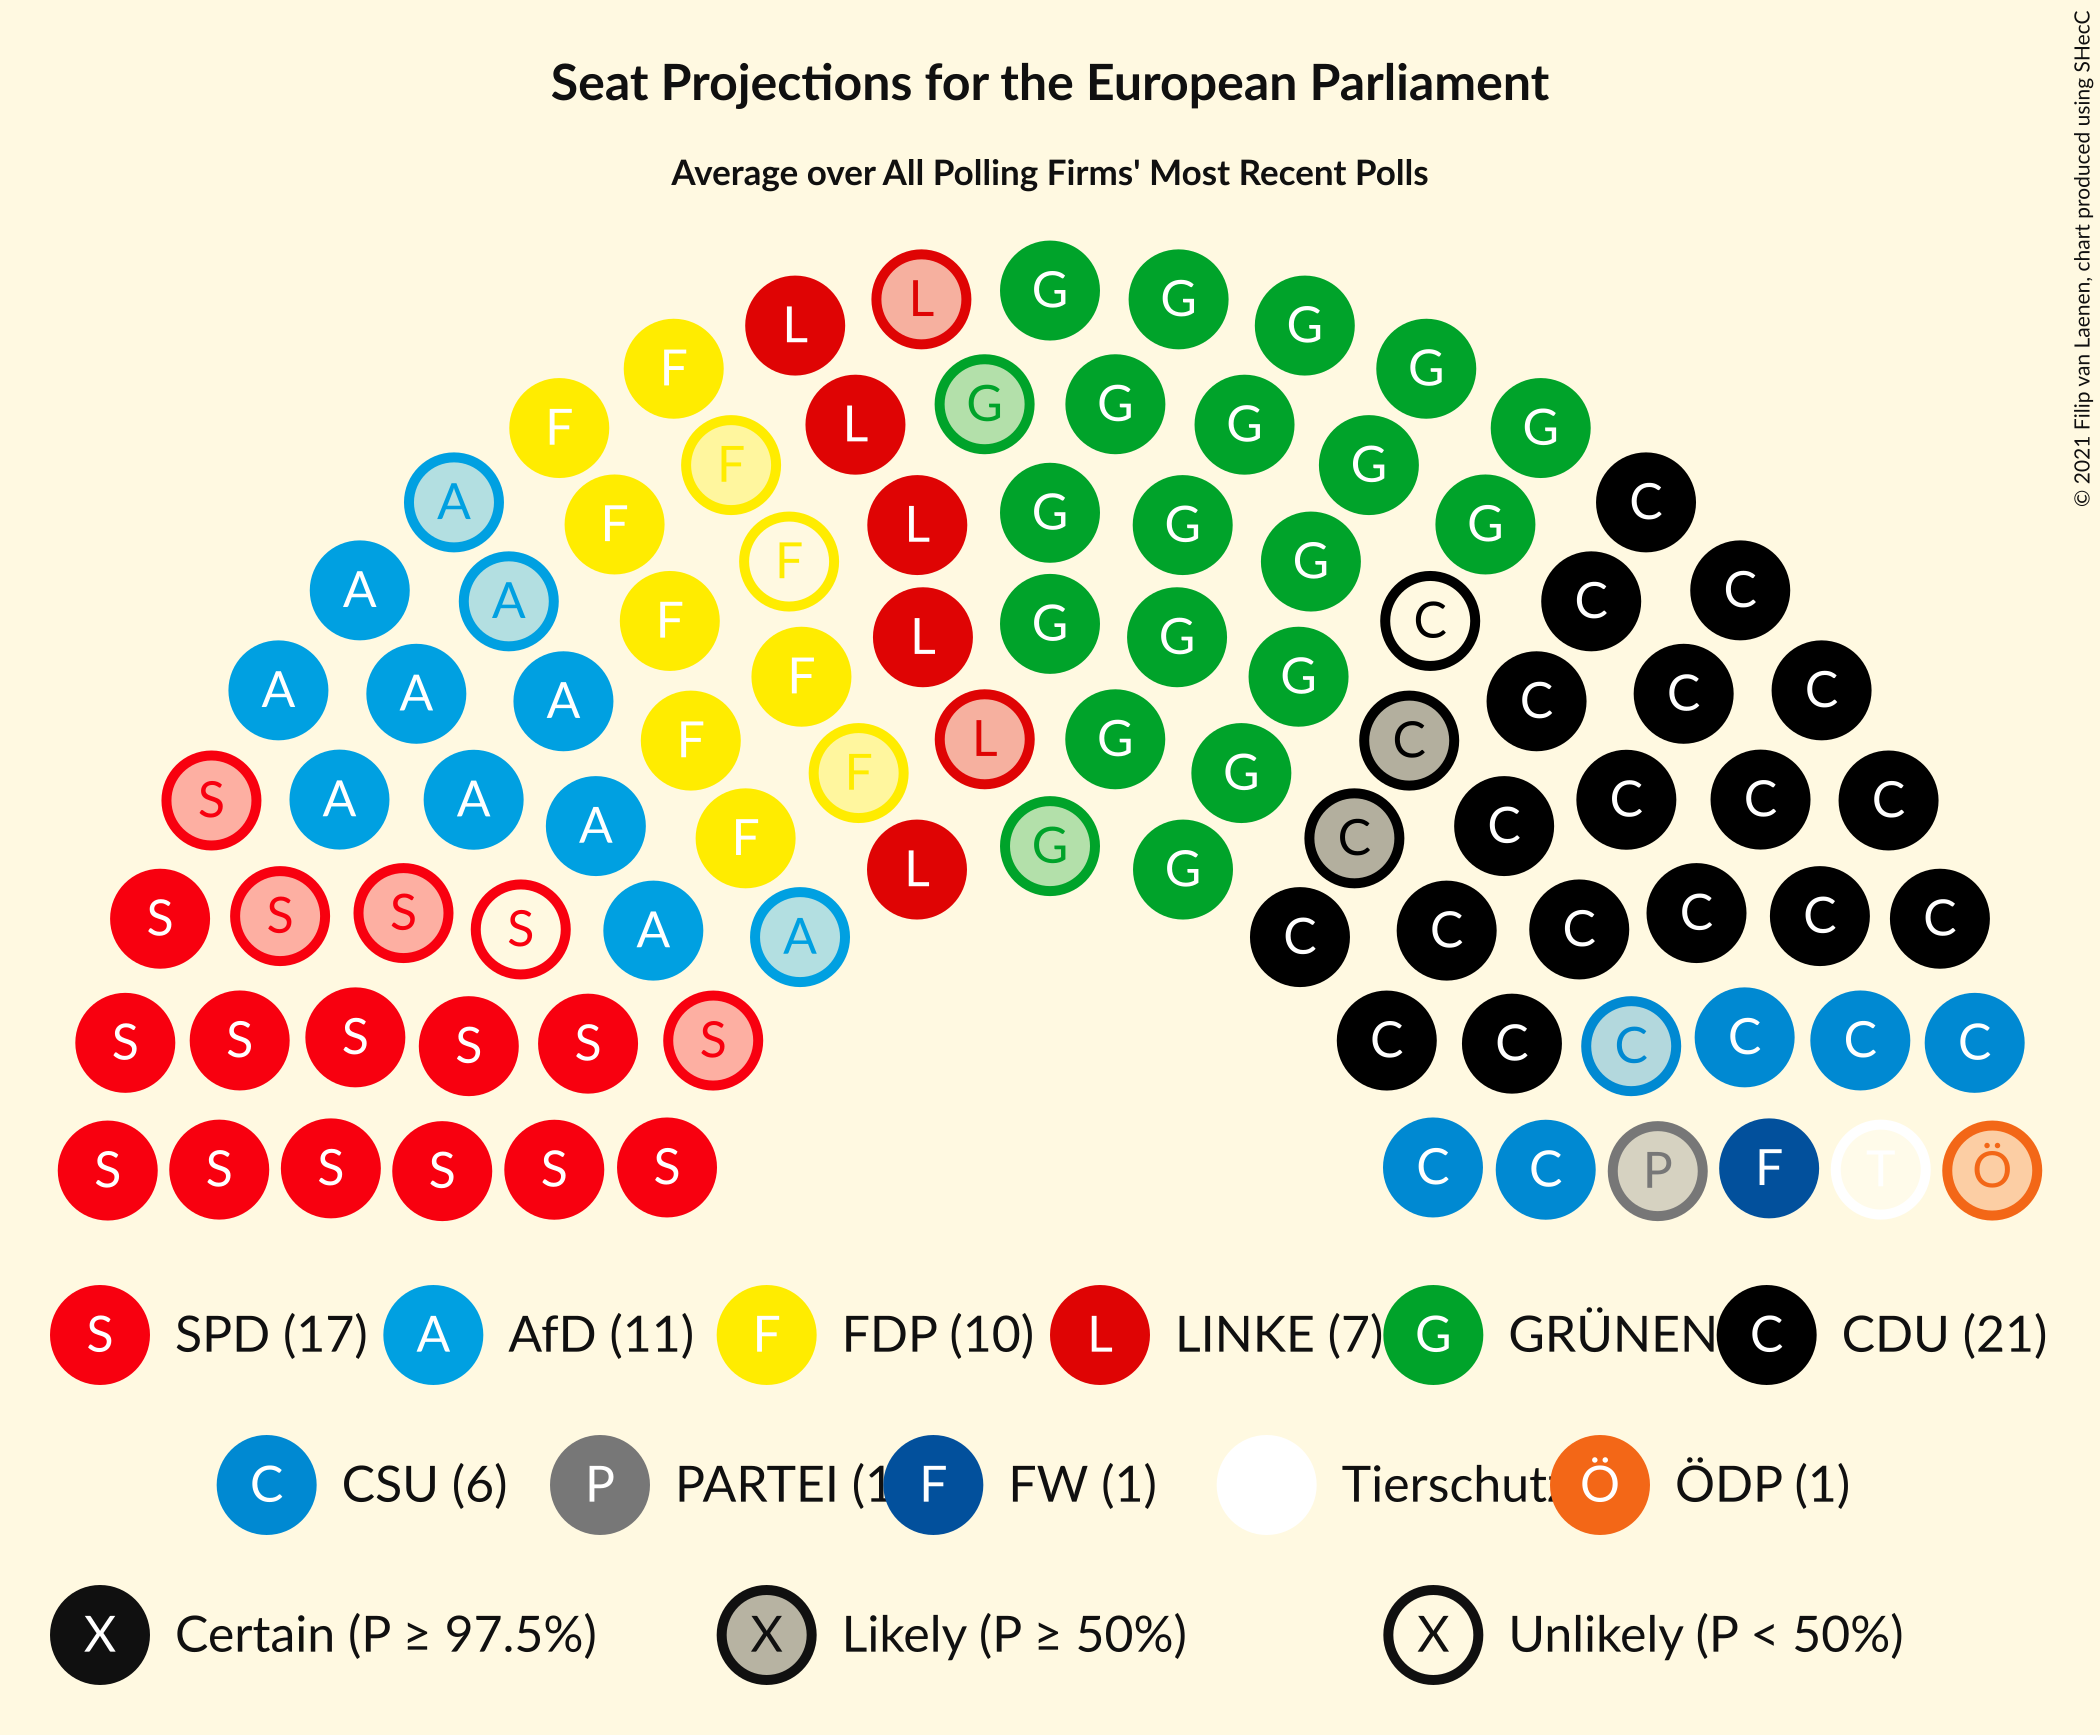 Seat Projections for the European Parliament
Average over All Polling Firms' Most Recent Polls
© 2021 Filip van Laenen, chart produced using SHecC
L G G G
L G G
F L G G G G
F F G G
A F G G G C
A A F F G C C C
A A A F F L G G G C C C C
S A A A F F L G G C C C C C
S S S S A A L G G C C C C C C C
S S S S S S C C C C C C
S S S S S S C C P F T Ö
S SPD (17) A AfD (11) F FDP (10) L LINKE (7) G GRÜNEN C CDU (21)
C CSU (6) P PARTEI (1 F FW (1) Tierschutz Ö ÖDP (1)
X Certain (P ≥ 97.5%) X Likely (P ≥ 50%) X Unlikely (P < 50%)